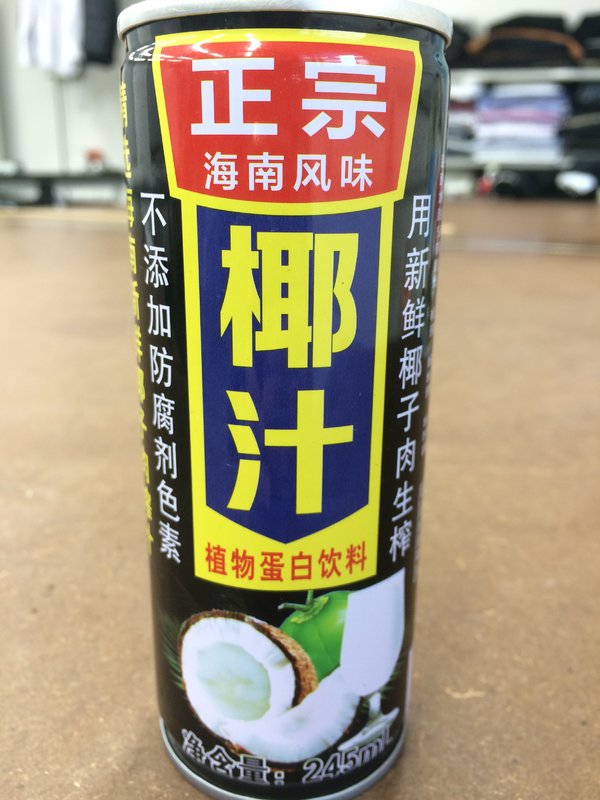 正宗
海南风味
椰
汁
植物蛋白饮料
不添加防腐剂色素
用新鲜椰子肉生榨
净含量：245mL